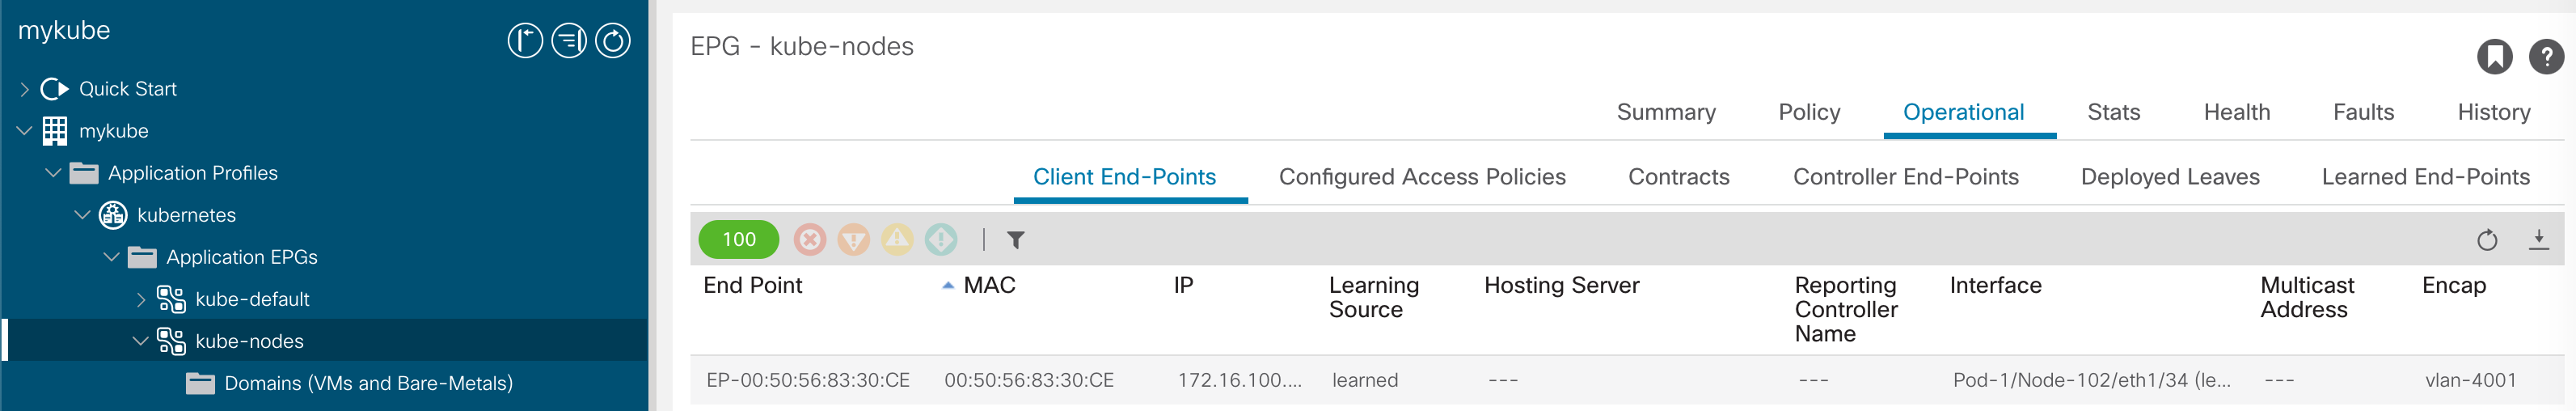 mykube
Quick Start
mykube
Application Profiles
kubernetes
Application EPGs
kube-default
kube-nodes
Domains (VMs and Bare-Metals)
EPG - kube-nodes
?
Summary Policy Operational Stats Health Faults History
Client End-Points Configured Access Policies Contracts Controller End-Points Deployed Leaves Learned End-Points
100
End Point MAC IP Learning Source Hosting Server Reporting Controller Name Interface Multicast Address Encap
EP-00:50:56:83:30:CE 00:50:56:83:30:CE 172.16.100.... learned --- --- Pod-1/Node-102/eth1/34 (le... --- vlan-4001